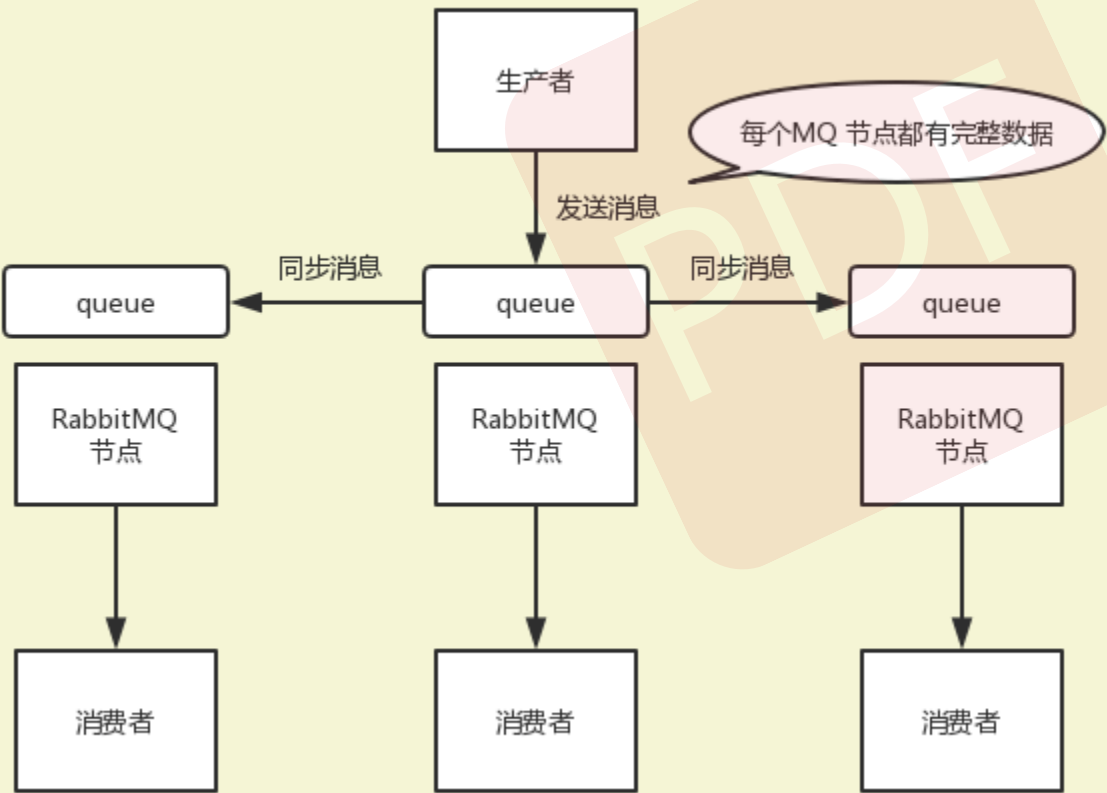 生产者
每个MQ 节点都有完整数据
发送消息
同步消息
同步消息
queue
queue
queue
RabbitMQ
节点
RabbitMQ
节点
RabbitMQ
节点
消费者
消费者
消费者
PDF